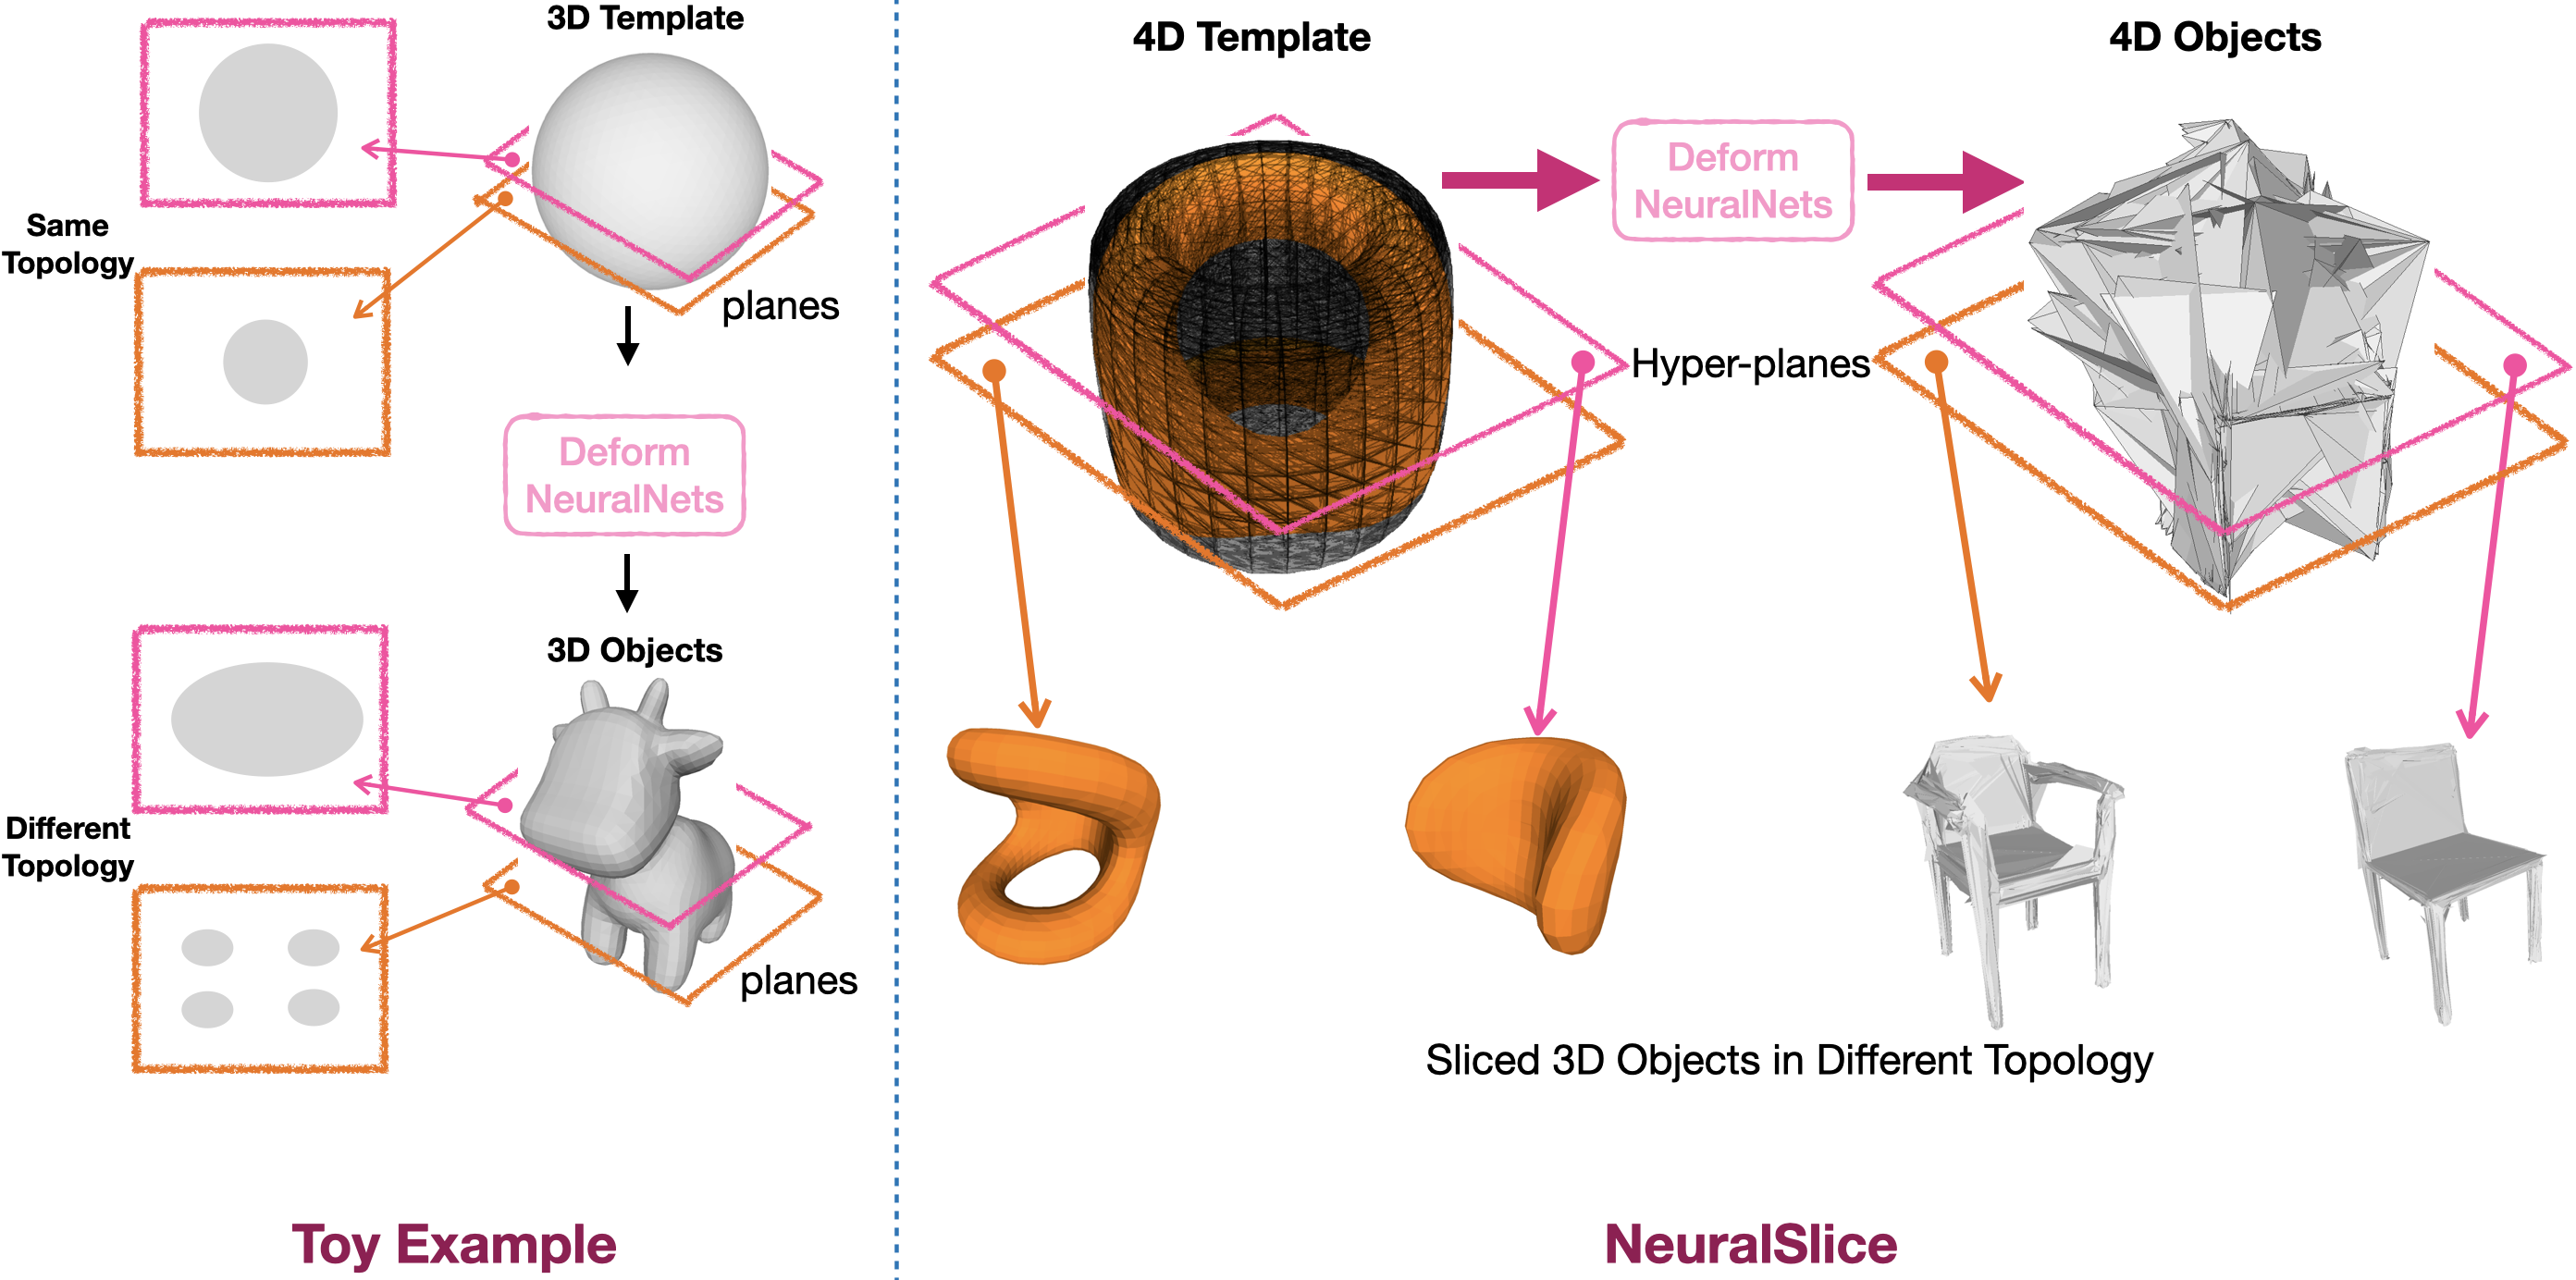 3D Template
Same
Topology
planes
Deform
NeuralNets
3D Objects
Different
Topology
planes
Toy Example
4D Template
Deform
NeuralNets
4D Objects
Hyper-planes
Sliced 3D Objects in Different Topology
NeuralSlice